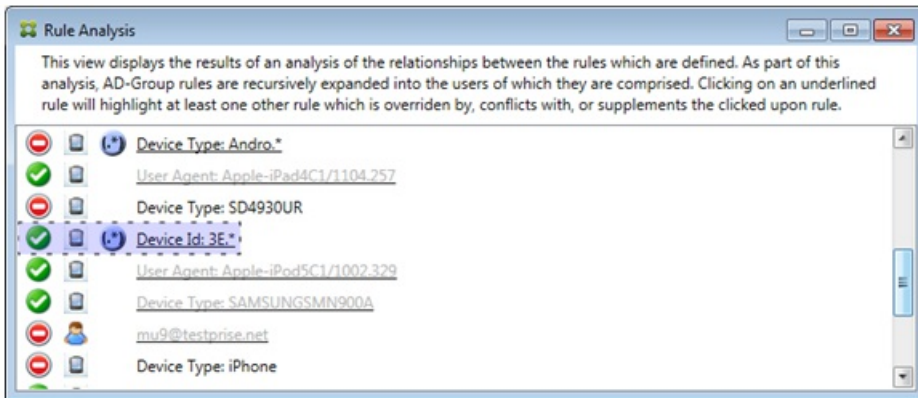 Rule Analysis
This view displays the results of an analysis of the relationships between the rules which are defined. As part of this
analysis, AD-Group rules are recursively expanded into the users of which they are comprised. Clicking on an underlined
rule will highlight at least one other rule which is overriden by, conflicts with, or supplements the clicked upon rule.
(.*) Device Type: Andro.*
User Agent: Apple-iPad4C1/1104.257
Device Type: SD4930UR
(.*) Device Id: 3E.*
User Agent: Apple-iPod5C1/1002.329
Device Type: SAMSUNGSMN900A
mu9@testprise.net
Device Type: iPhone